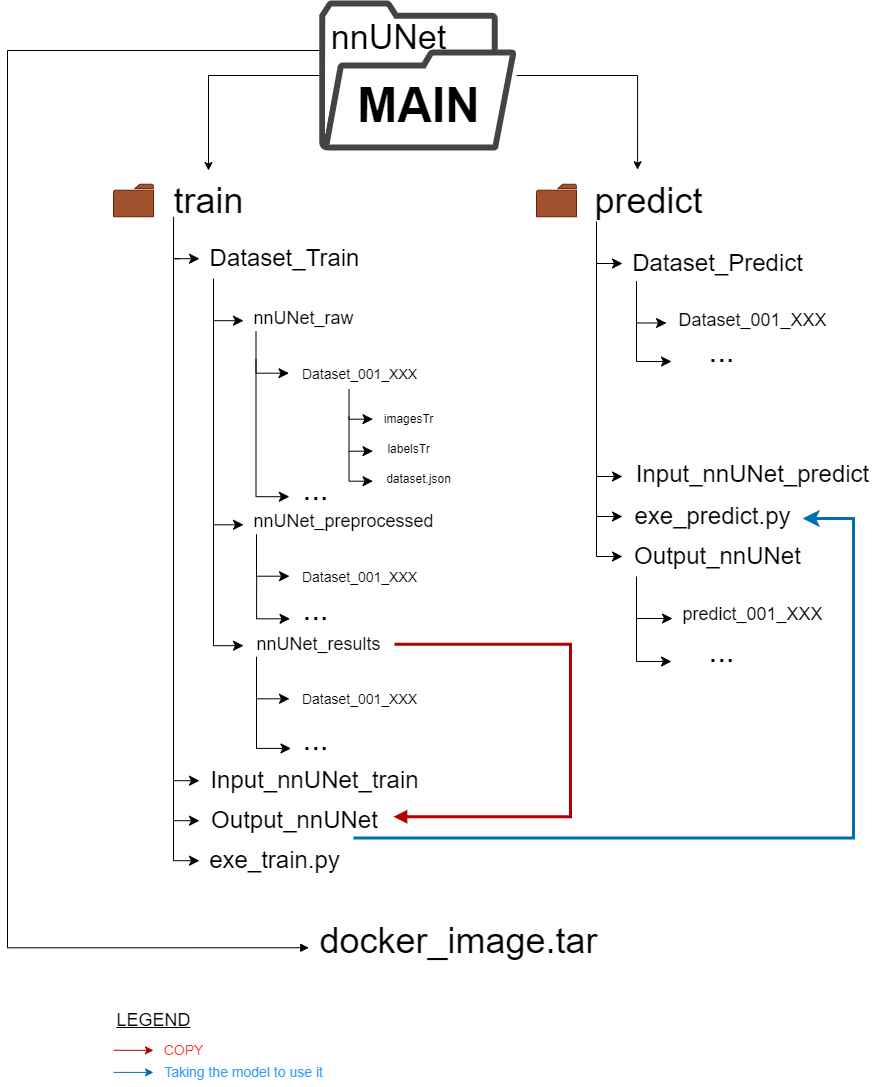 nnUNet
MAIN
train
Dataset_Train
nnUNet_raw
Dataset_001_XXX
imagesTr
labelsTr
dataset.json
...
nnUNet_preprocessed
Dataset_001_XXX
...
nnUNet_results
Dataset_001_XXX
...
Input_nnUNet_train
Output_nnUNet
exe_train.py
predict
Dataset_Predict
Dataset_001_XXX
...
Input_nnUNet_predict
exe_predict.py
Output_nnUNet
predict_001_XXX
...
docker_image.tar
LEGEND
COPY
Taking the model to use it